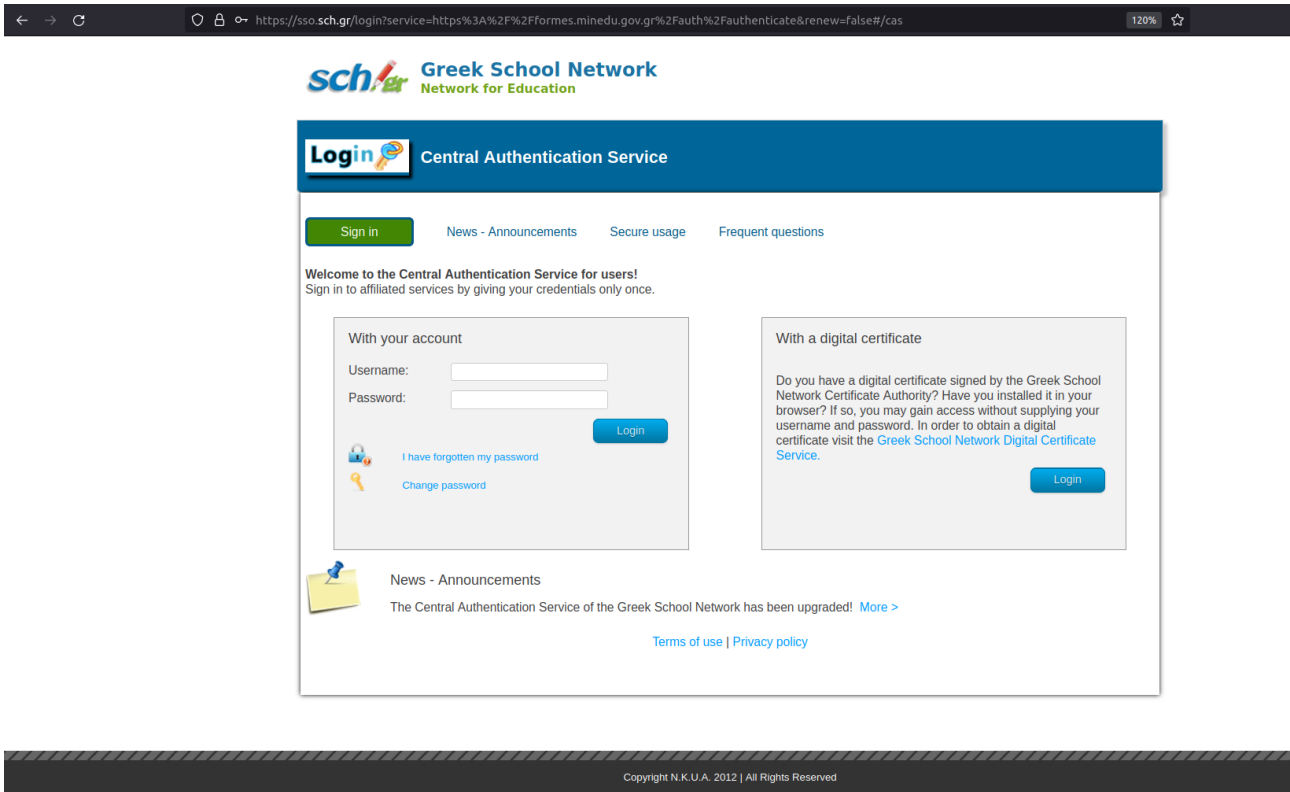 https://sso.sch.gr/login?service=https%3A%2F%2Fformes.minedu.gov.gr%2Fauth%2Fauthenticate&renew=false#/cas
120%
sch gr
Greek School Network
Network for Education
Login
Central Authentication Service
Sign in
News - Announcements
Secure usage
Frequent questions
Welcome to the Central Authentication Service for users!
Sign in to affiliated services by giving your credentials only once.
With your account
Username:
Password:
Login
I have forgotten my password
Change password
With a digital certificate
Do you have a digital certificate signed by the Greek School
Network Certificate Authority? Have you installed it in your
browser? If so, you may gain access without supplying your
username and password. In order to obtain a digital
certificate visit the Greek School Network Digital Certificate
Service.
Login
News - Announcements
The Central Authentication Service of the Greek School Network has been upgraded! More >
Terms of use | Privacy policy
Copyright N.K.U.A. 2012 | All Rights Reserved